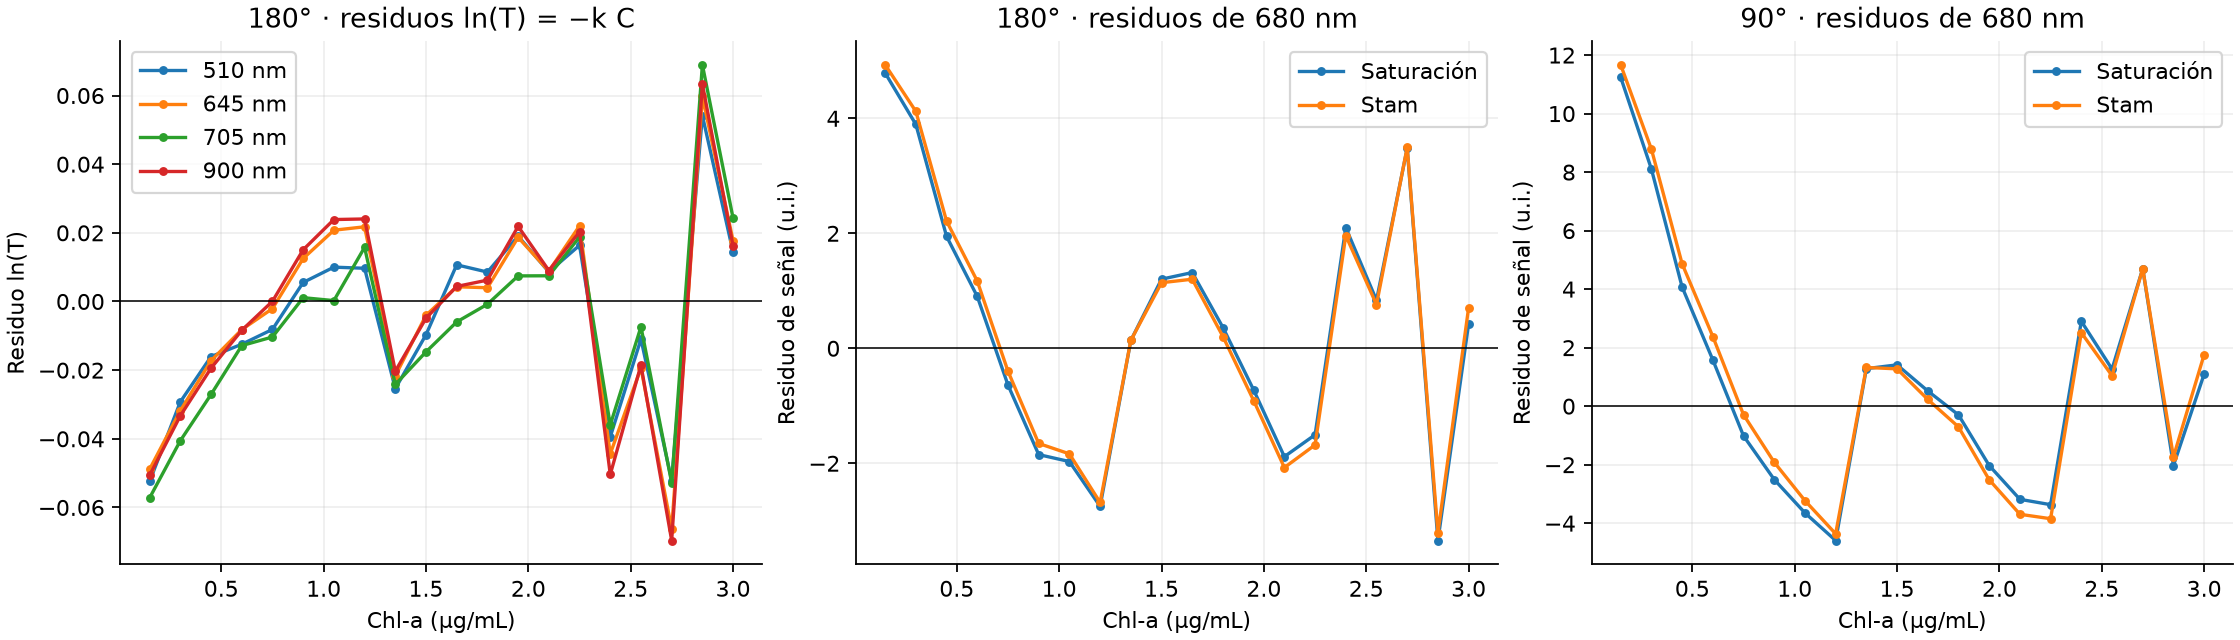 180° · residuos ln(T) = −k C
510 nm
645 nm
705 nm
900 nm
0.06
0.04
0.02
0.00
−0.02
−0.04
−0.06
Residuo ln(T)
0.5
1.0
1.5
2.0
2.5
3.0
Chl-a (µg/mL)
180° · residuos de 680 nm
Saturación
Stam
4
2
0
−2
Residuo de señal (u.i.)
0.5
1.0
1.5
2.0
2.5
3.0
Chl-a (µg/mL)
90° · residuos de 680 nm
Saturación
Stam
12
10
8
6
4
2
0
−2
−4
Residuo de señal (u.i.)
0.5
1.0
1.5
2.0
2.5
3.0
Chl-a (µg/mL)